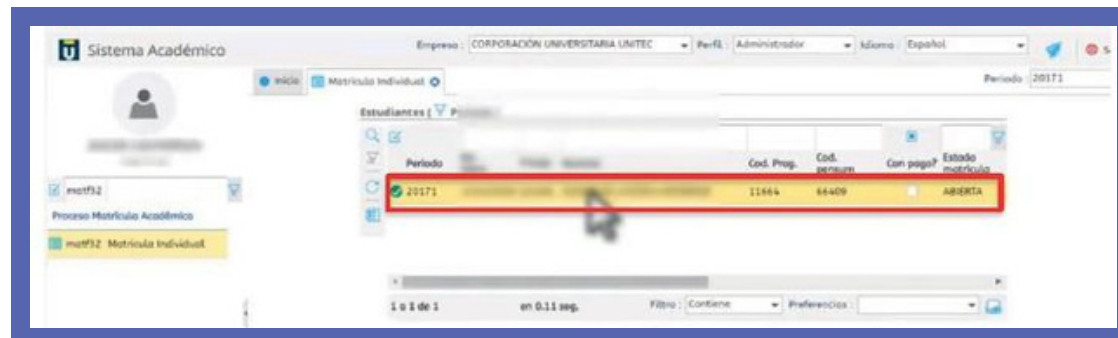 Sistema Académico
Empresa : CORPORACIÓN UNIVERSITARIA UNITEC Perfil : Administrador Idioma : Español
Inicio Matrícula Individual Periodo : 20171
Estudiantes (
Periodo Cod. Prog. Cod. pensum Con pago? Estado matrícula
matf32
20171 11664 66409 ABIERTA
Proceso Matrícula Académica
matf32 Matrícula Individual
1 a 1 de 1 en 0.11 seg. Filtro : Contiene Preferencias :